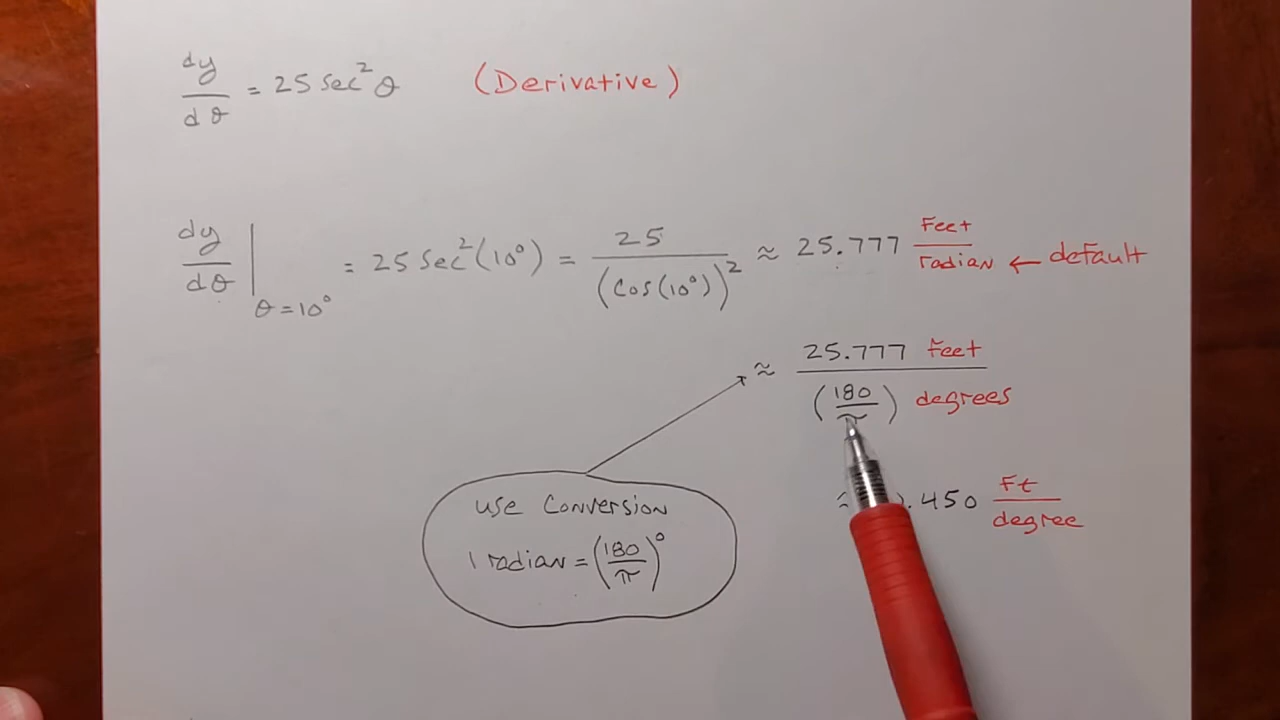 dy/dθ = 25 sec²θ (Derivative)
dy/dθ |θ=10° = 25 sec²(10°) = 25/(cos(10°))² ≈ 25.777 Feet/radian ← default
≈ 25.777 Feet/(180/π) degrees
≈ .450 Ft/degree
use conversion
1 radian = (180/π)°